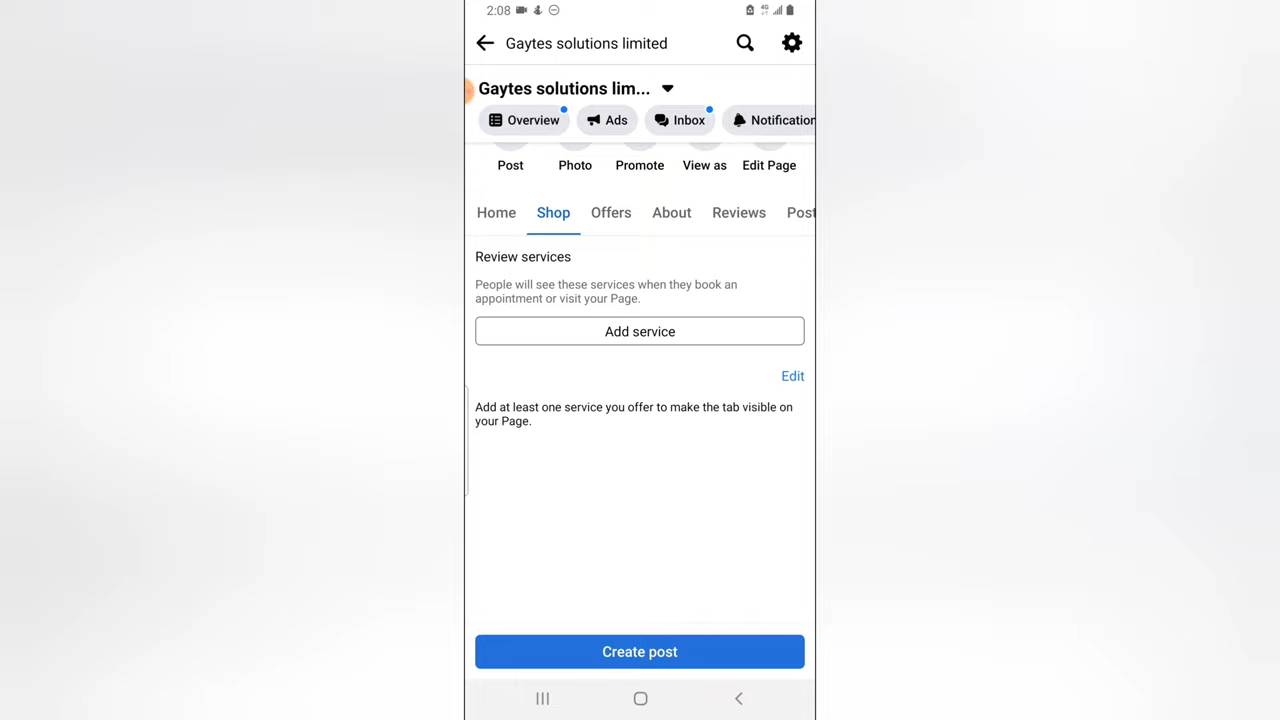 2:08
4G
Gaytes solutions limited
Gaytes solutions lim...
Overview Ads Inbox Notification
Post Photo Promote View as Edit Page
Home Shop Offers About Reviews Post
Review services
People will see these services when they book an
appointment or visit your Page.
Add service
Edit
Add at least one service you offer to make the tab visible on
your Page.
Create post